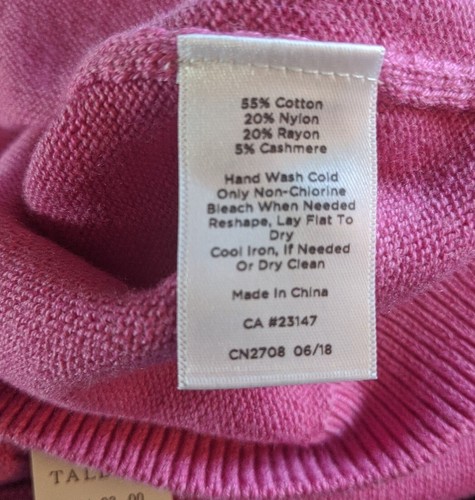 55% Cotton
20% Nylon
20% Rayon
5% Cashmere
Hand Wash Cold
Only Non-Chlorine
Bleach When Needed
Reshape, Lay Flat To
Dry
Cool Iron, If Needed
Or Dry Clean
Made In China
CA #23147
CN2708 06/18